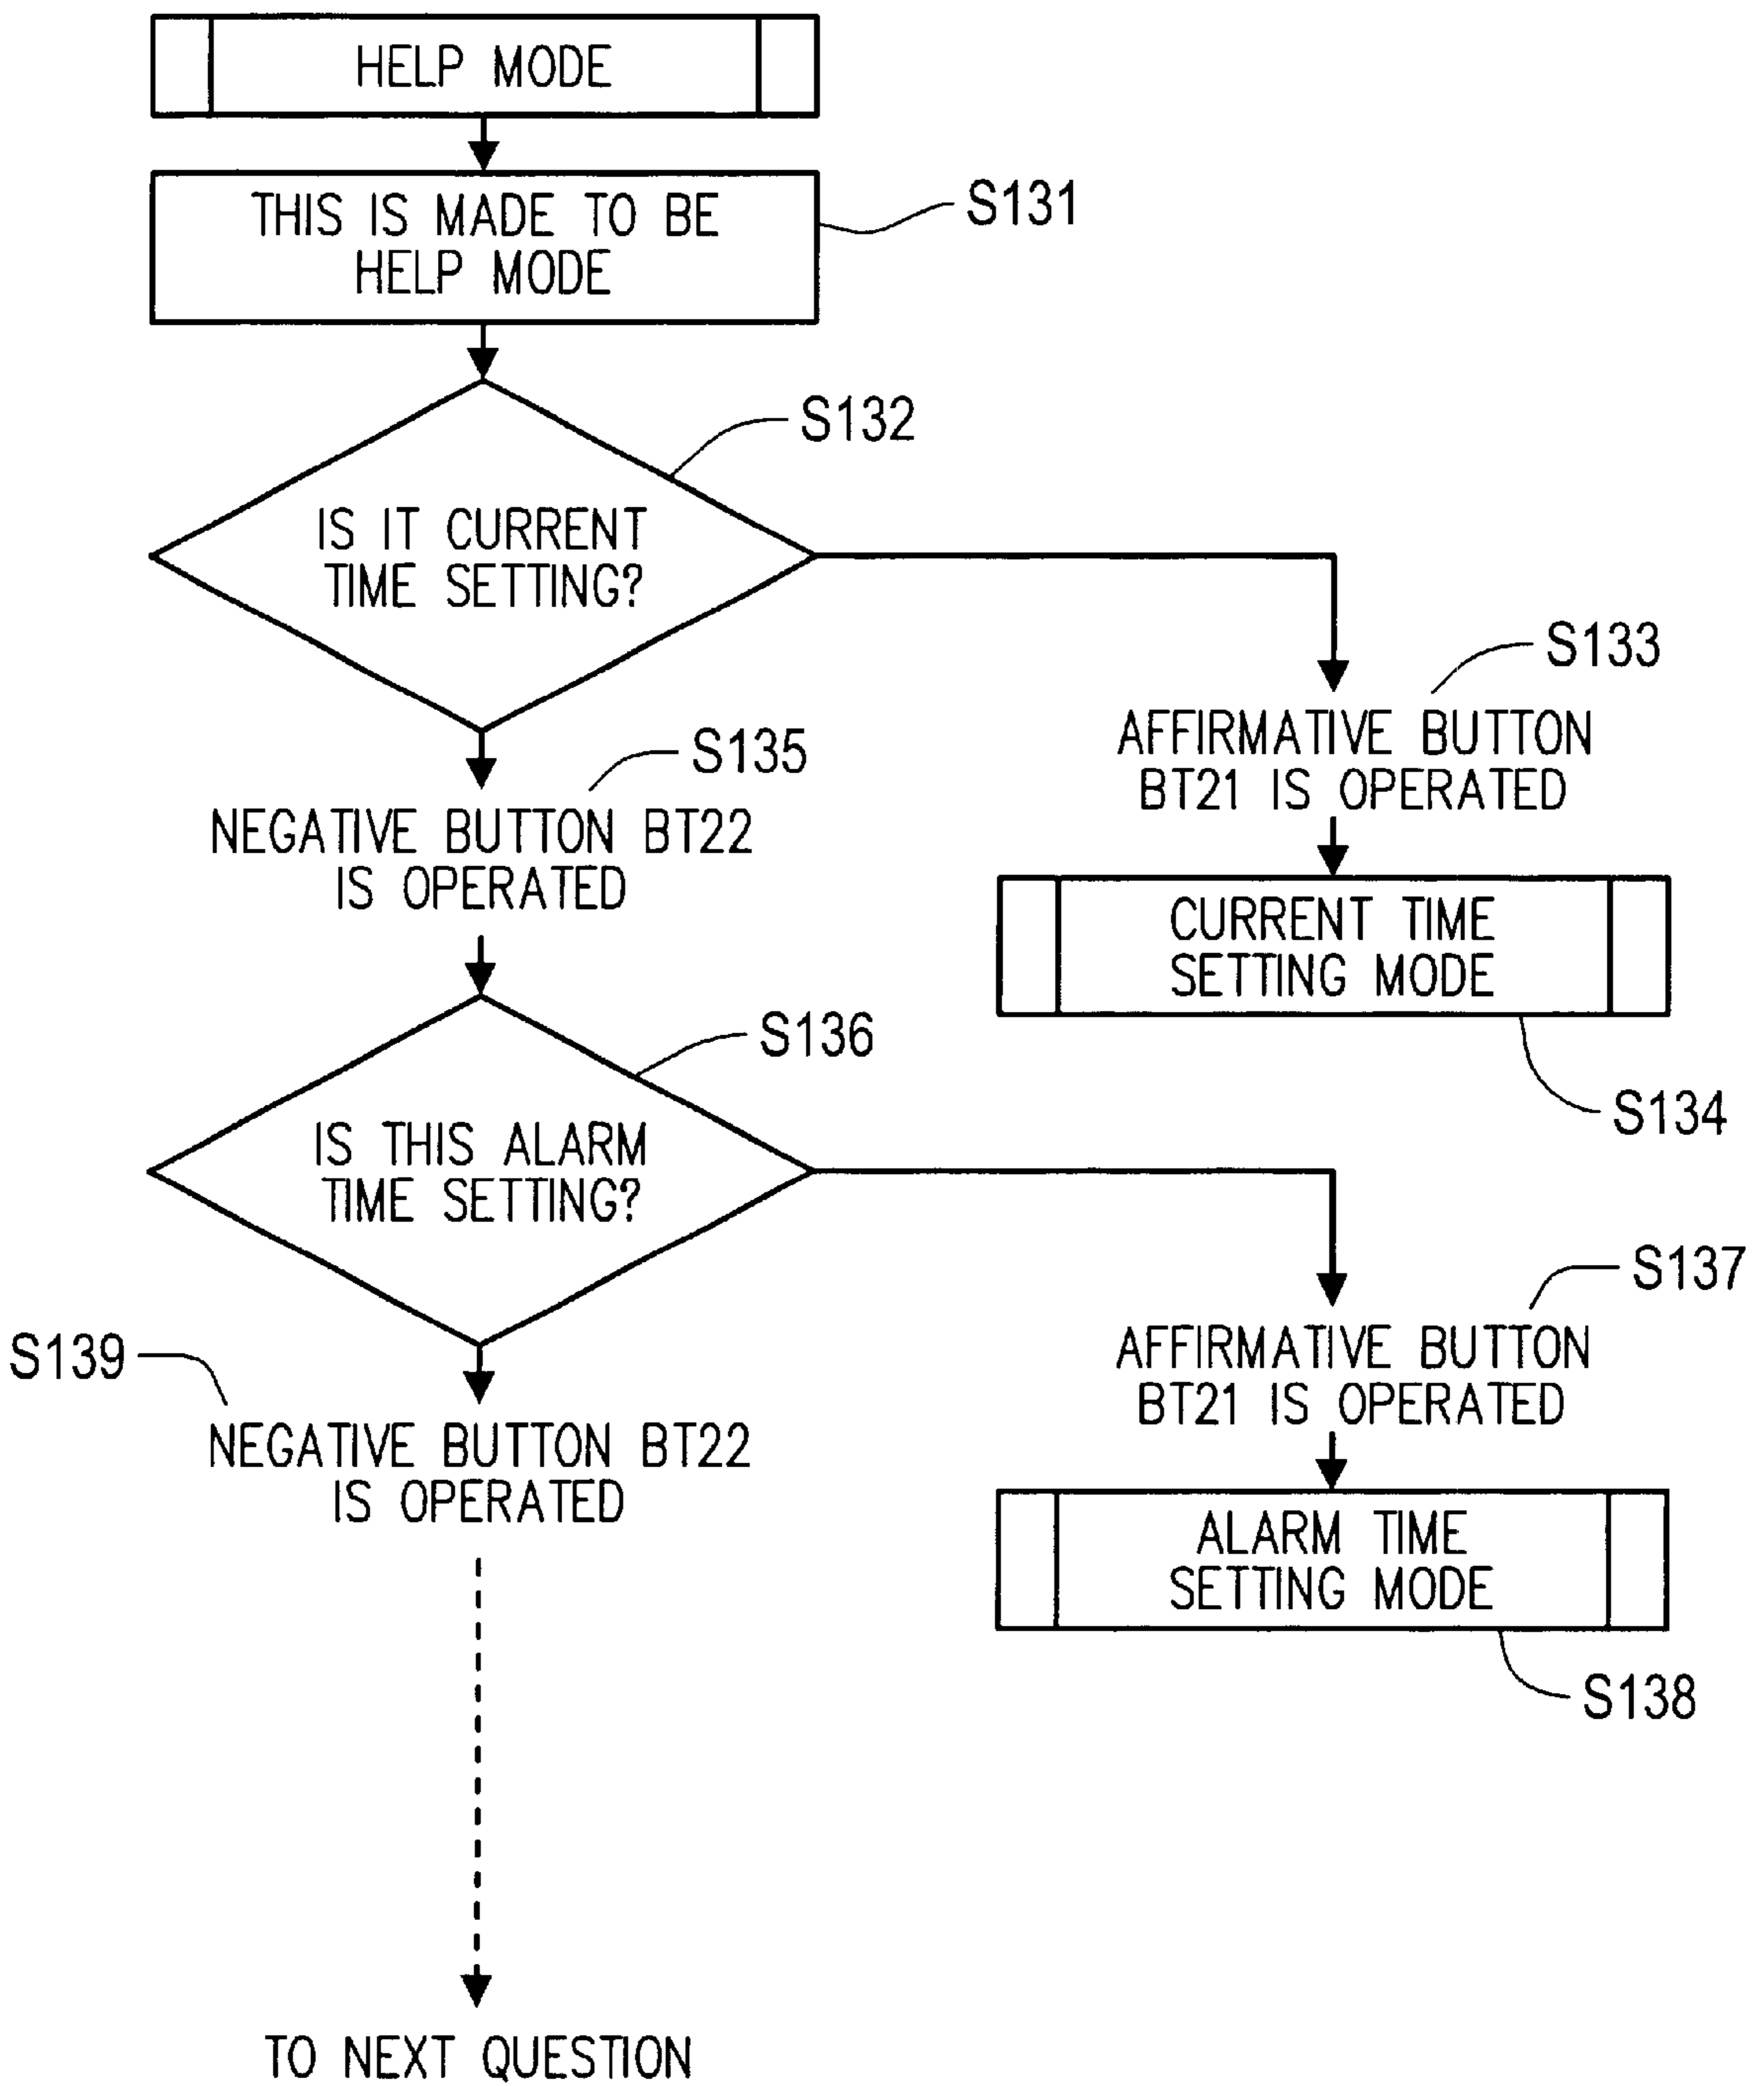 HELP MODE
THIS IS MADE TO BE
HELP MODE
S131
S132
IS IT CURRENT
TIME SETTING?
S133
AFFIRMATIVE BUTTON
BT21 IS OPERATED
S135
NEGATIVE BUTTON BT22
IS OPERATED
CURRENT TIME
SETTING MODE
S134
S136
IS THIS ALARM
TIME SETTING?
S137
AFFIRMATIVE BUTTON
BT21 IS OPERATED
S139
NEGATIVE BUTTON BT22
IS OPERATED
ALARM TIME
SETTING MODE
S138
TO NEXT QUESTION